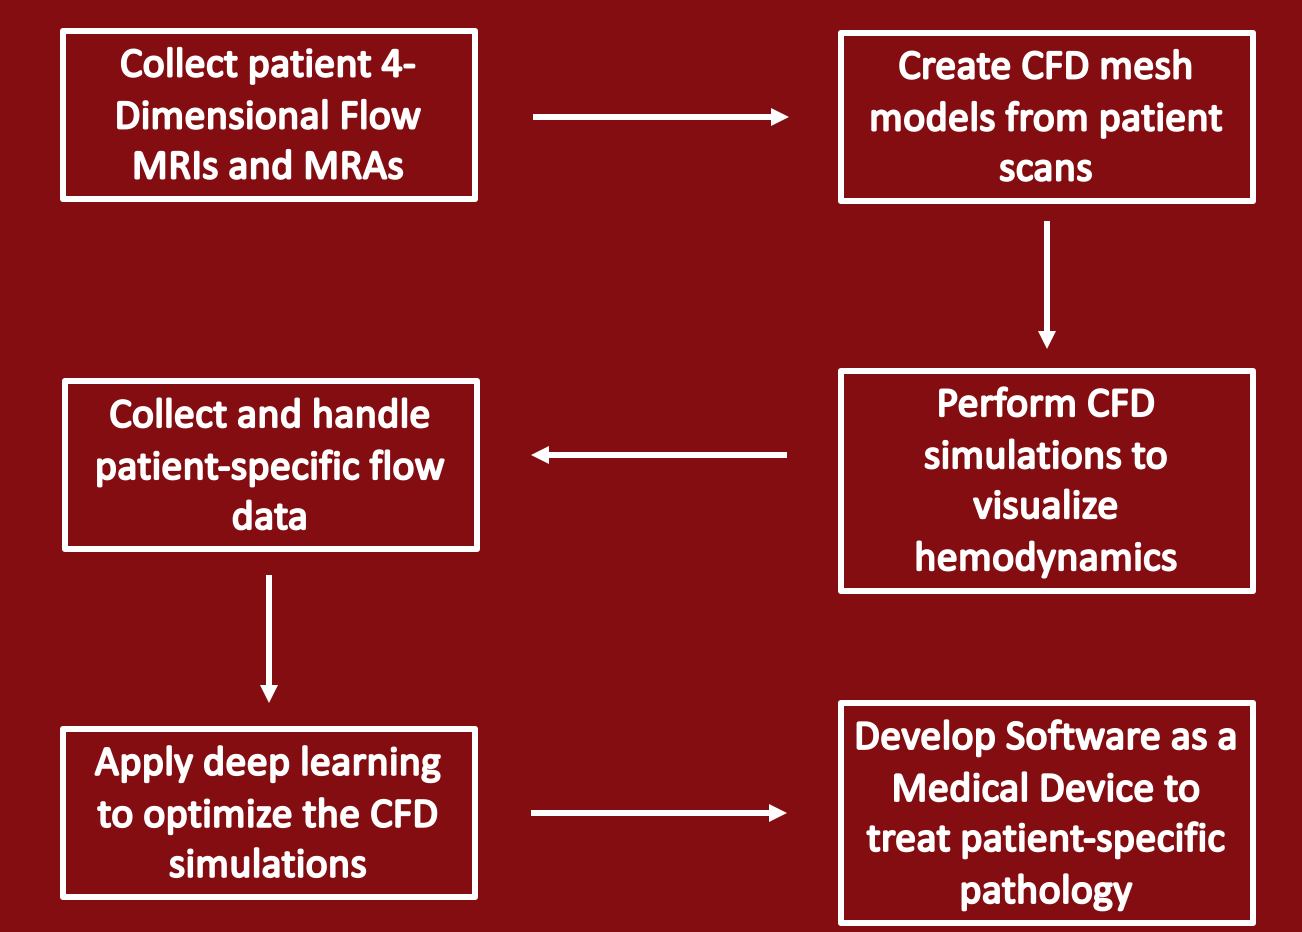 Collect patient 4-
Dimensional Flow
MRIs and MRAs
Create CFD mesh
models from patient
scans
Perform CFD
simulations to
visualize
hemodynamics
Collect and handle
patient-specific flow
data
Apply deep learning
to optimize the CFD
simulations
Develop Software as a
Medical Device to
treat patient-specific
pathology